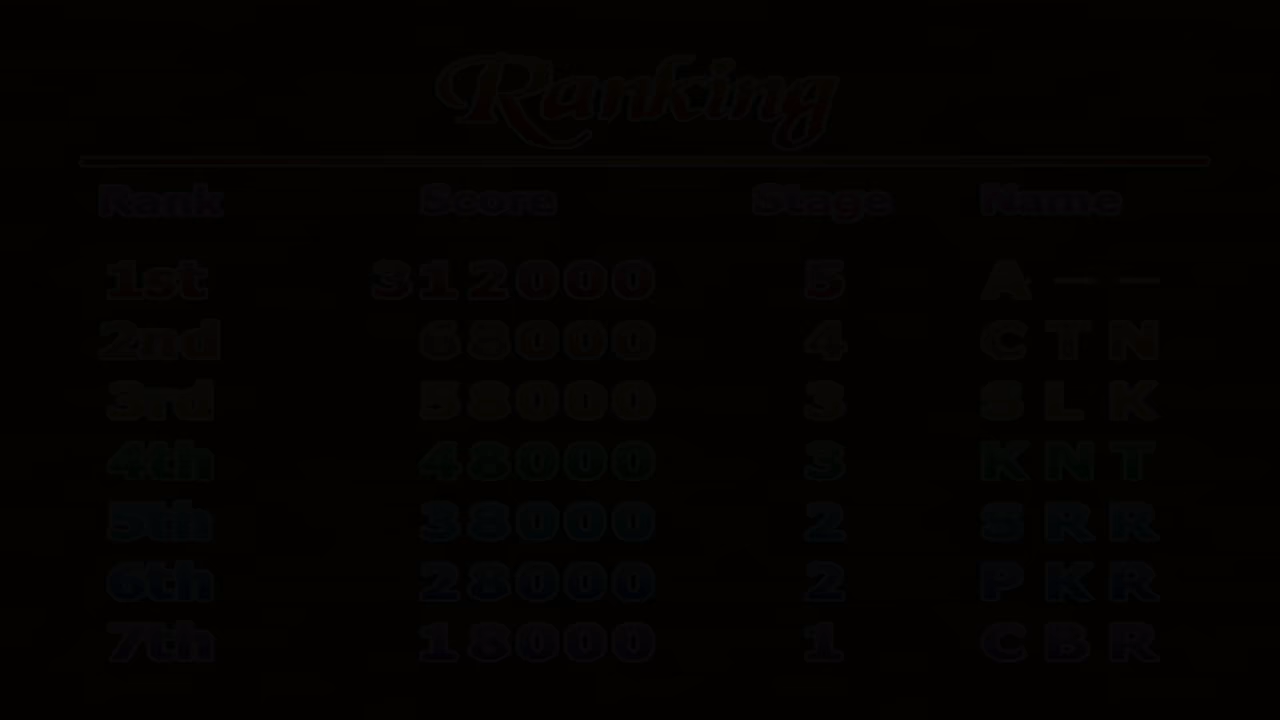 Ranking
Rank Score Stage Name
1st 312000 5 A — —
2nd 68000 4 C T N
3rd 58000 3 S L K
4th 48000 3 K N T
5th 38000 2 S R R
6th 28000 2 P K R
7th 18000 1 C B R